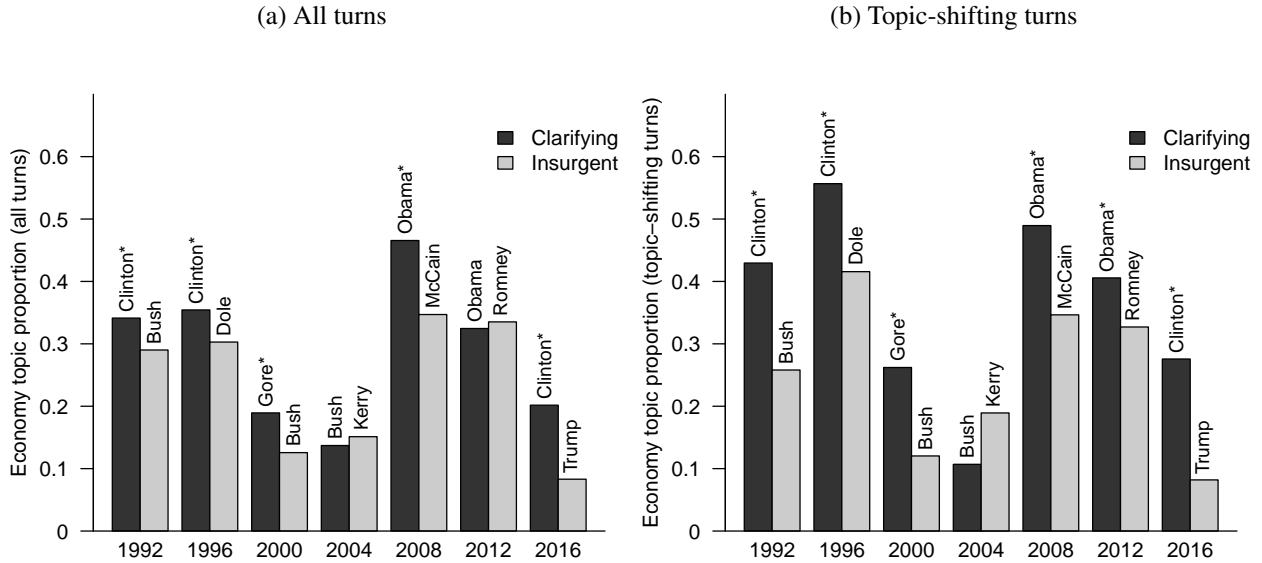 (a) All turns
Economy topic proportion (all turns)
0
0.1
0.2
0.3
0.4
0.5
0.6
Clinton*
Bush
Clinton*
Dole
Gore*
Bush
Bush
Kerry
Obama*
McCain
Obama
Romney
Clinton*
Trump
Clarifying
Insurgent
1992 1996 2000 2004 2008 2012 2016
(b) Topic-shifting turns
Economy topic proportion (topic−shifting turns)
0
0.1
0.2
0.3
0.4
0.5
0.6
Clinton*
Bush
Clinton*
Dole
Gore*
Bush
Bush
Kerry
Obama*
McCain
Obama*
Romney
Clinton*
Trump
Clarifying
Insurgent
1992 1996 2000 2004 2008 2012 2016